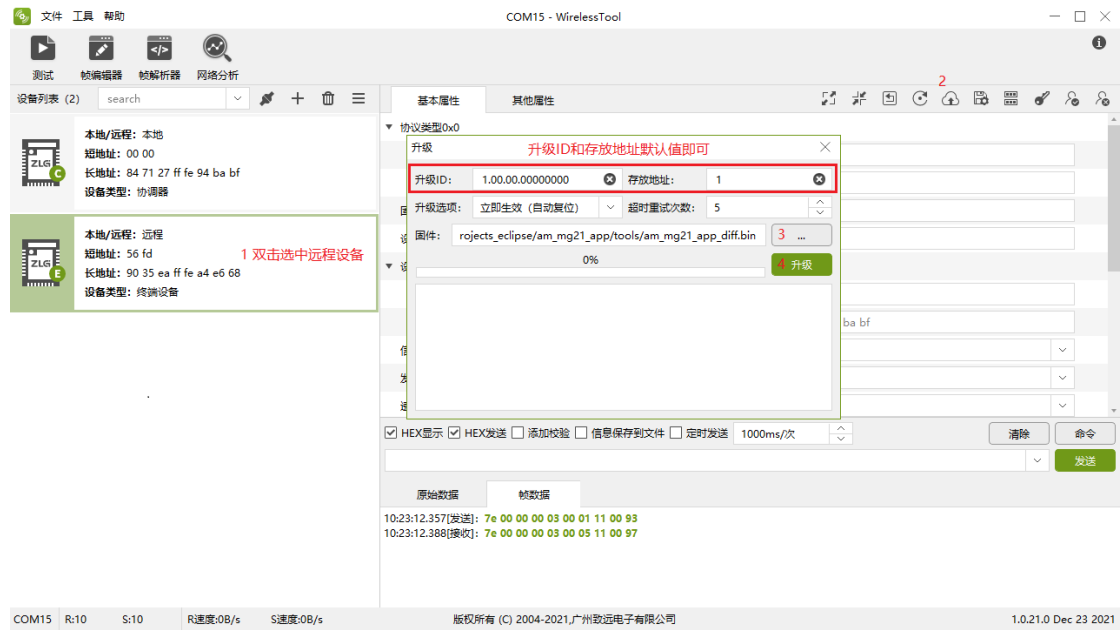 文件 工具 帮助
COM15 - WirelessTool
测试 帧编辑器 帧解析器 网络分析
设备列表 (2) search
ZLG C
本地/远程: 本地
短地址: 00 00
长地址: 84 71 27 ff fe 94 ba bf
设备类型: 协调器
ZLG E
本地/远程: 远程
短地址: 56 fd
长地址: 90 35 ea ff fe a4 e6 68
设备类型: 终端设备
1 双击选中远程设备
基本属性 其他属性
2
协议类型0x0
升级 升级ID和存放地址默认值即可
升级ID: 1.00.00.00000000 存放地址: 1
升级选项: 立即生效 (自动复位) 超时重试次数: 5
固件: rojects_eclipse/am_mg21_app/tools/am_mg21_app_diff.bin 3 ...
0% 4 升级
ba bf
HEX显示 HEX发送 添加校验 信息保存到文件 定时发送 1000ms/次 清除 命令
发送
原始数据 帧数据
10:23:12.357[发送]: 7e 00 00 00 03 00 01 11 00 93
10:23:12.388[接收]: 7e 00 00 00 03 00 05 11 00 97
COM15 R:10 S:10 R速度:0B/s S速度:0B/s 版权所有 (C) 2004-2021,广州致远电子有限公司 1.0.21.0 Dec 23 2021